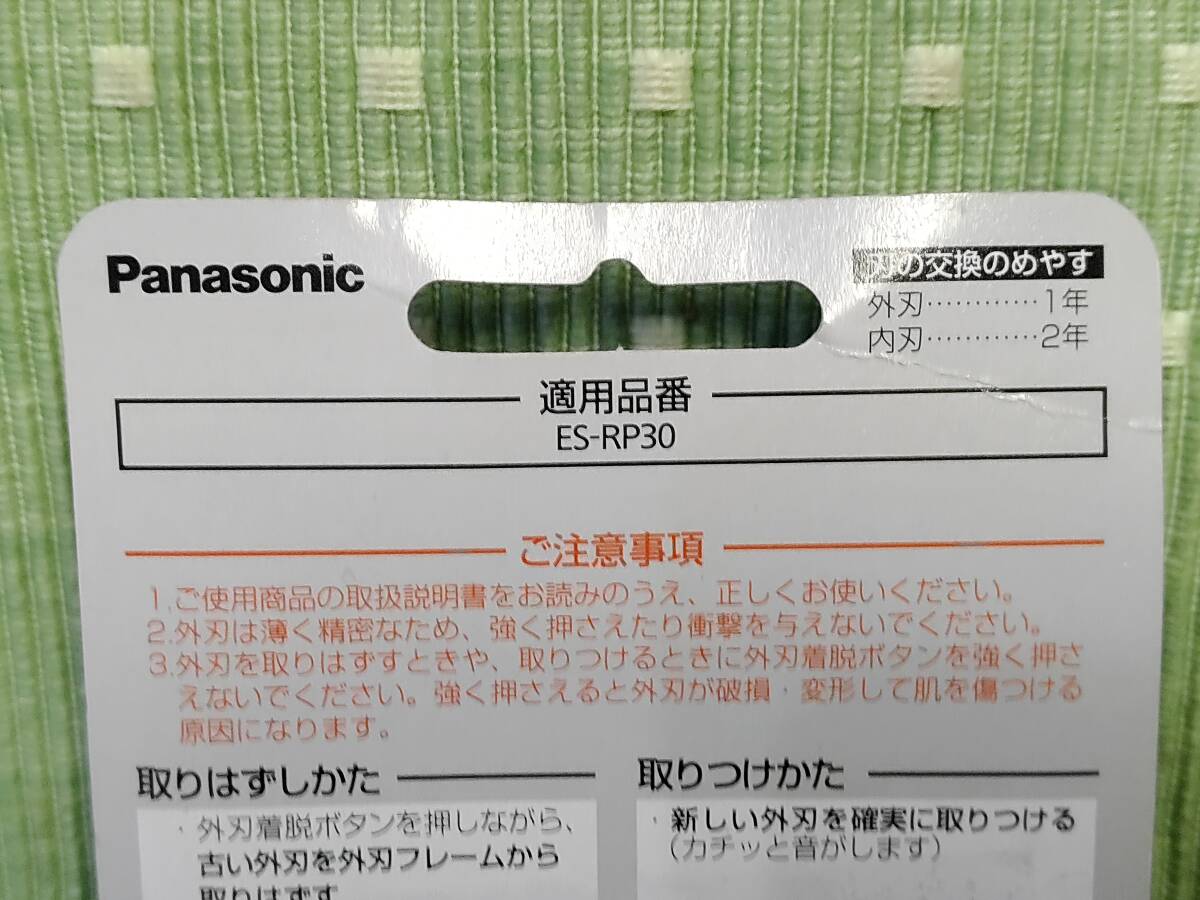 Panasonic
刃の交換のめやす
外刃…………1年
内刃…………2年
適用品番
ES-RP30
ご注意事項
1.ご使用商品の取扱説明書をお読みのうえ、正しくお使いください。
2.外刃は薄く精密なため、強く押さえたり衝撃を与えないでください。
3.外刃を取りはずすときや、取りつけるときに外刃着脱ボタンを強く押さ
えないでください。強く押さえると外刃が破損・変形して肌を傷つける
原因になります。
取りはずしかた
・外刃着脱ボタンを押しながら、
古い外刃を外刃フレームから
取りはずす
取りつけかた
・新しい外刃を確実に取りつける
(カチッと音がします)